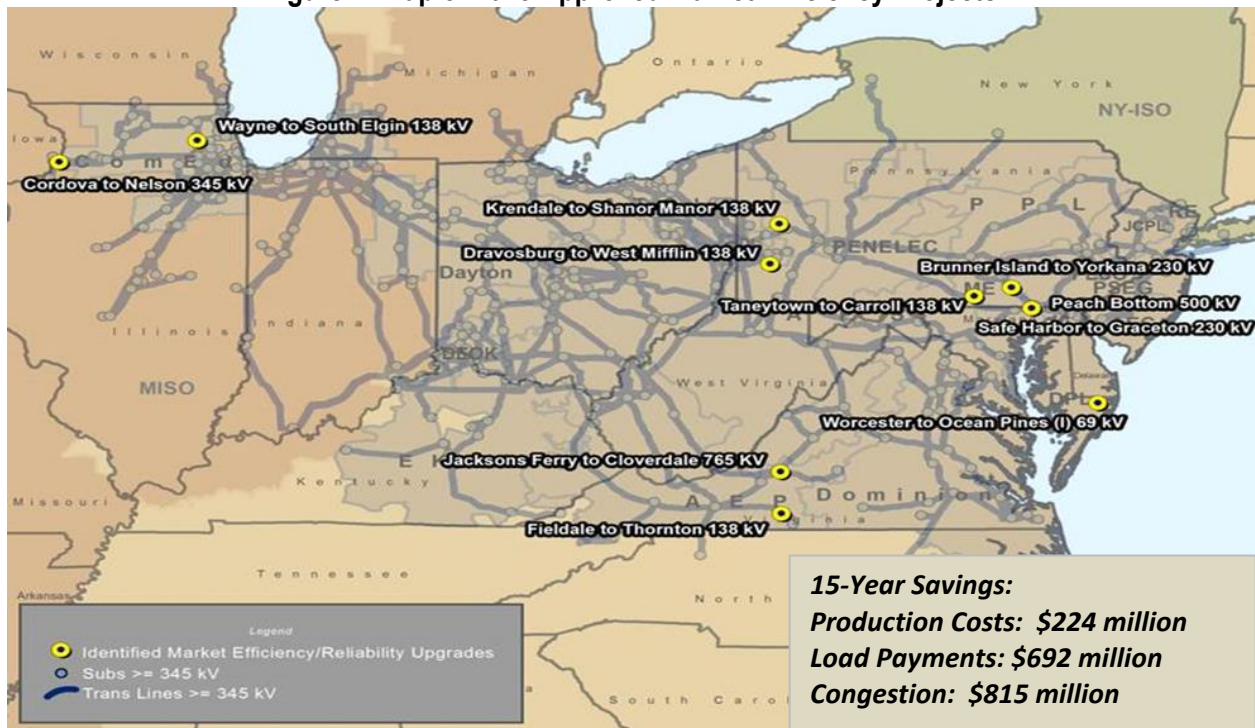 Wisconsin
Michigan
Ontario
New York
NY-ISO
Iowa
Wayne to South Elgin 138 kV
ComEd
Cordova to Nelson 345 kV
Pennsylvania
PPL
RE
JCPL
Krendale to Shanor Manor 138 kV
PENELEC
Dravosburg to West Mifflin 138 kV
Dayton
Brunner Island to Yorkana 230 kV
ME
PSEG
Taneytown to Carroll 138 kV
Peach Bottom 500 kV
Safe Harbor to Graceton 230 kV
Illinois
Indiana
DEOK
MISO
West Virginia
Delaware
DPL
Worcester to Ocean Pines (I) 69 kV
Jacksons Ferry to Cloverdale 765 KV
Kentucky
AEP
Dominion
Missouri
Virginia
Fieldale to Thornton 138 kV
Tennessee
Arkansas
North
South Caro
Legend
Identified Market Efficiency/Reliability Upgrades
Subs >= 345 kV
Trans Lines >= 345 kV
15-Year Savings:
Production Costs: $224 million
Load Payments: $692 million
Congestion: $815 million